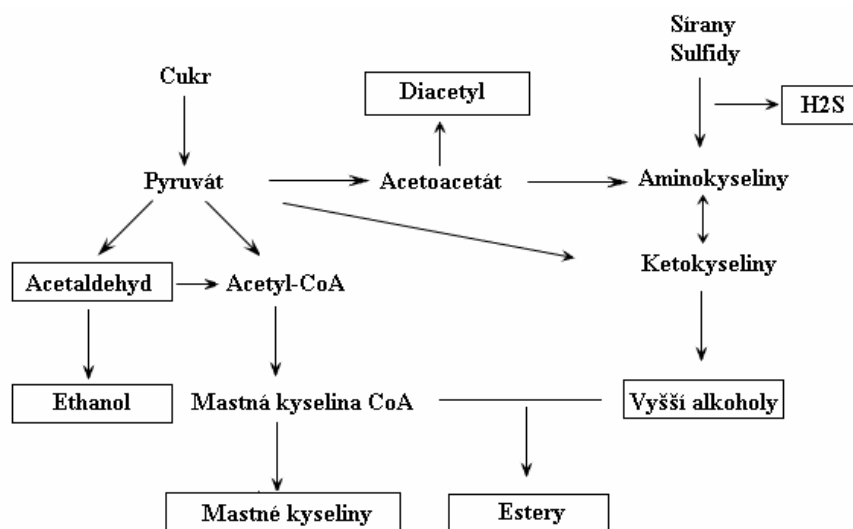 Sírany
Sulfidy
Cukr
Diacetyl
H2S
Pyruvát
Acetoacetát
Aminokyseliny
Ketokyseliny
Acetaldehyd
Acetyl-CoA
Ethanol
Mastná kyselina CoA
Vyšší alkoholy
Mastné kyseliny
Estery